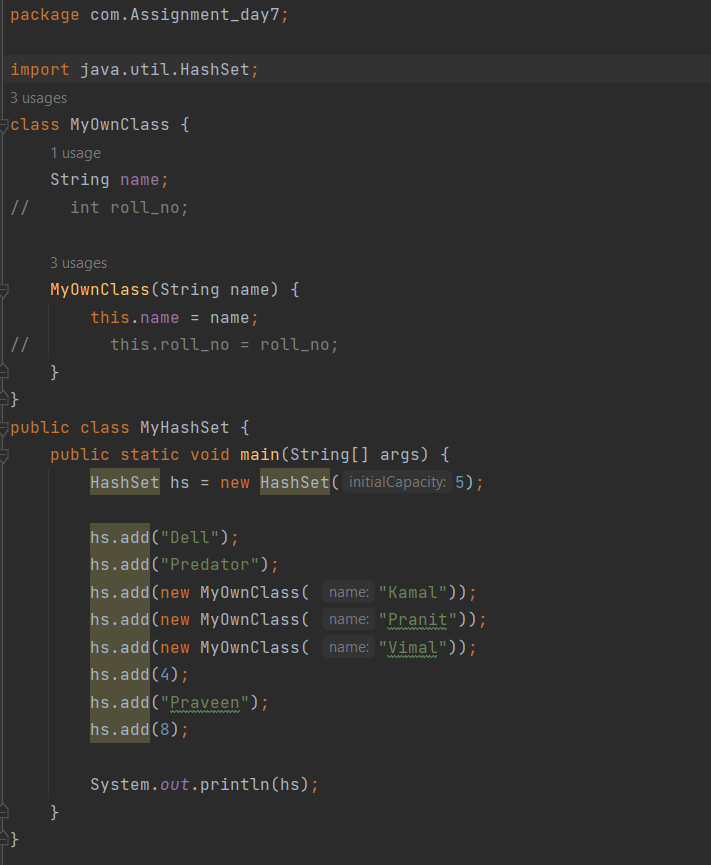 package com.Assignment_day7;
import java.util.HashSet;
3 usages
class MyOwnClass {
1 usage
String name;
//    int roll_no;
3 usages
MyOwnClass(String name) {
this.name = name;
//        this.roll_no = roll_no;
}
}
public class MyHashSet {
public static void main(String[] args) {
HashSet hs = new HashSet( initialCapacity: 5);
hs.add("Dell");
hs.add("Predator");
hs.add(new MyOwnClass( name: "Kamal"));
hs.add(new MyOwnClass( name: "Pranit"));
hs.add(new MyOwnClass( name: "Vimal"));
hs.add(4);
hs.add("Praveen");
hs.add(8);
System.out.println(hs);
}
}